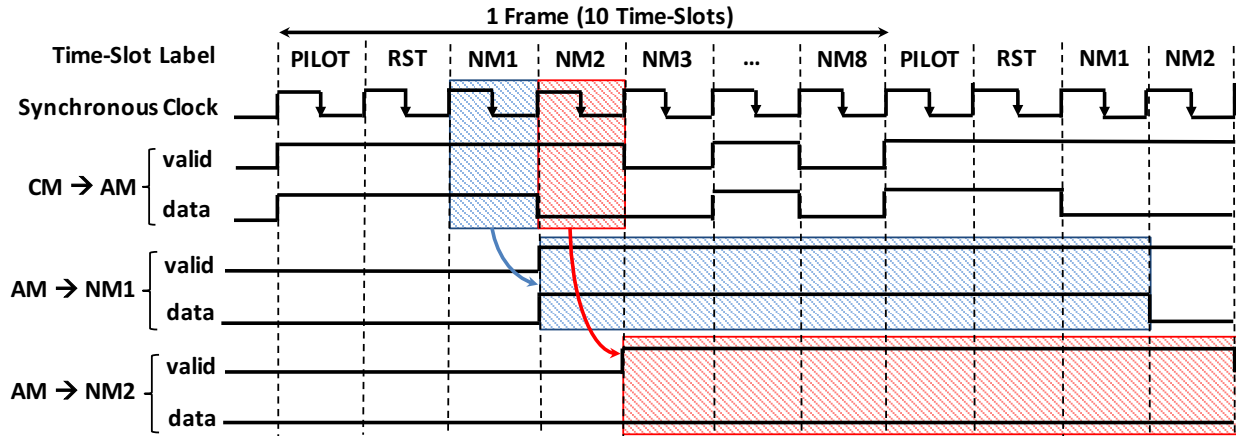 1 Frame (10 Time-Slots)
Time-Slot Label PILOT RST NM1 NM2 NM3 ... NM8 PILOT RST NM1 NM2
Synchronous Clock
valid
CM → AM
data
valid
AM → NM1
data
valid
AM → NM2
data